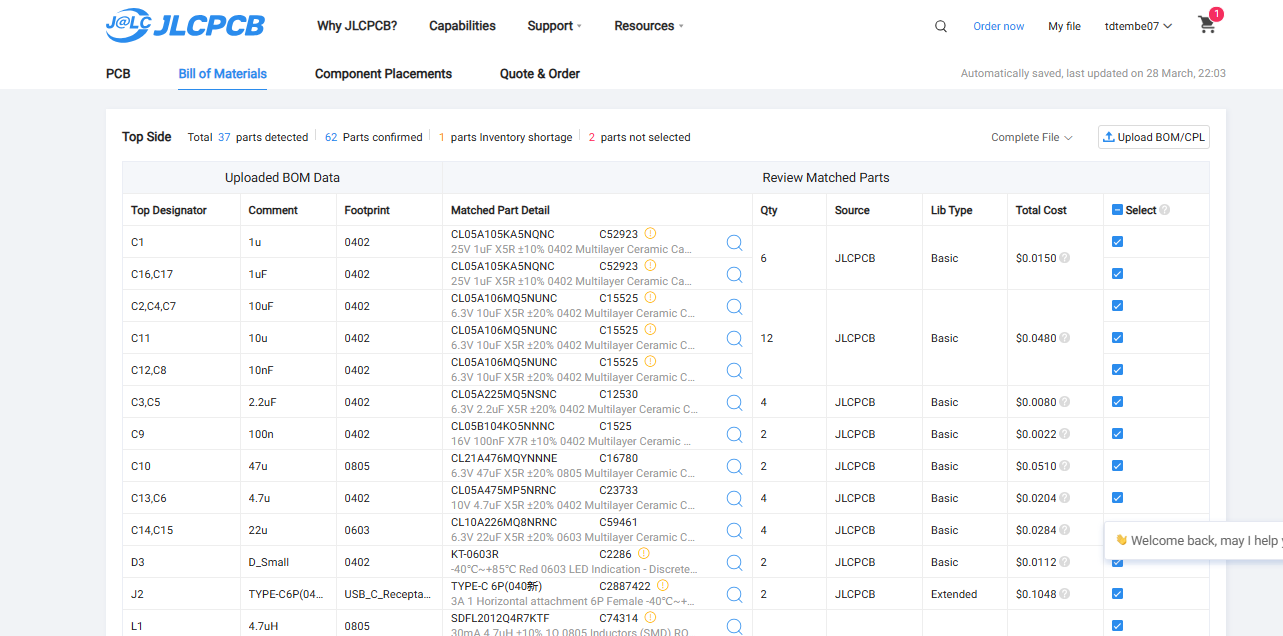 J@LC JLCPCB Why JLCPCB? Capabilities Support Resources Order now My file tdtembe07 1
PCB Bill of Materials Component Placements Quote & Order Automatically saved, last updated on 28 March, 22:03
Top Side Total 37 parts detected 62 Parts confirmed 1 parts Inventory shortage 2 parts not selected Complete File Upload BOM/CPL
Uploaded BOM Data Review Matched Parts
Top Designator Comment Footprint Matched Part Detail Qty Source Lib Type Total Cost Select
C1 1u 0402 CL05A105KA5NQNC C52923
25V 1uF X5R ±10% 0402 Multilayer Ceramic Ca...
6 JLCPCB Basic $0.0150
C16,C17 1uF 0402 CL05A105KA5NQNC C52923
25V 1uF X5R ±10% 0402 Multilayer Ceramic Ca...
C2,C4,C7 10uF 0402 CL05A106MQ5NUNC C15525
6.3V 10uF X5R ±20% 0402 Multilayer Ceramic C...
C11 10u 0402 CL05A106MQ5NUNC C15525
6.3V 10uF X5R ±20% 0402 Multilayer Ceramic C...
12 JLCPCB Basic $0.0480
C12,C8 10nF 0402 CL05A106MQ5NUNC C15525
6.3V 10uF X5R ±20% 0402 Multilayer Ceramic C...
C3,C5 2.2uF 0402 CL05A225MQ5NSNC C12530
6.3V 2.2uF X5R ±20% 0402 Multilayer Ceramic C...
4 JLCPCB Basic $0.0080
C9 100n 0402 CL05B104KO5NNNC C1525
16V 100nF X7R ±10% 0402 Multilayer Ceramic ...
2 JLCPCB Basic $0.0022
C10 47u 0805 CL21A476MQYNNNE C16780
6.3V 47uF X5R ±20% 0805 Multilayer Ceramic C...
2 JLCPCB Basic $0.0510
C13,C6 4.7u 0402 CL05A475MP5NRNC C23733
10V 4.7uF X5R ±20% 0402 Multilayer Ceramic C...
4 JLCPCB Basic $0.0204
C14,C15 22u 0603 CL10A226MQ8NRNC C59461
6.3V 22uF X5R ±20% 0603 Multilayer Ceramic C...
4 JLCPCB Basic $0.0284
Welcome back, may I help
D3 D_Small 0402 KT-0603R C2286
-40℃~+85℃ Red 0603 LED Indication - Discrete...
2 JLCPCB Basic $0.0112
J2 TYPE-C6P(04... USB_C_Recepta... TYPE-C 6P(040新) C2887422
3A 1 Horizontal attachment 6P Female -40℃~+...
2 JLCPCB Extended $0.1048
L1 4.7uH 0805 SDFL2012Q4R7KTF C74314
30mA 4.7uH ±10% 1Ω 0805 Inductors (SMD) RO